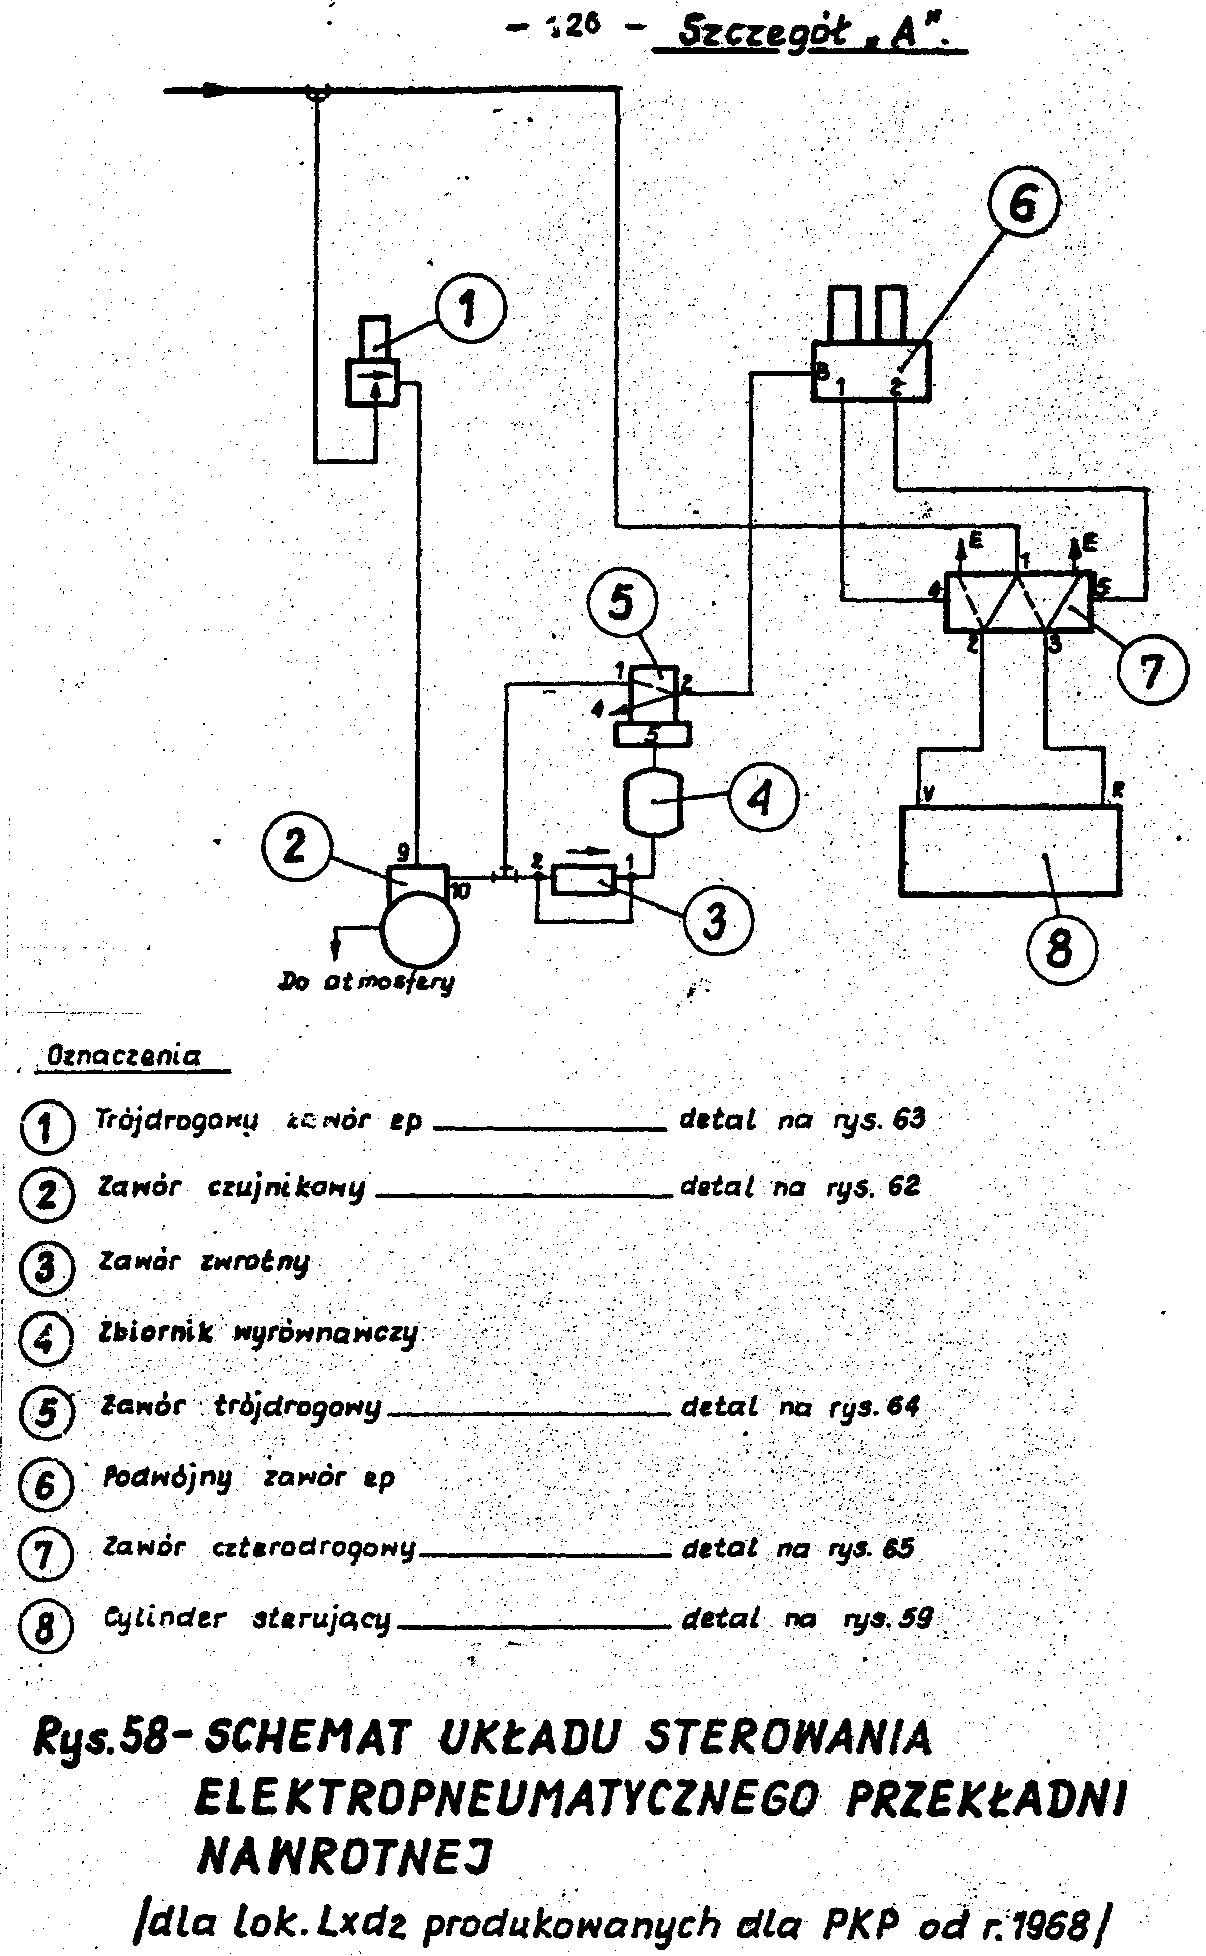 - 126 - Szczegół „A".
6
1
B 1 2
E 1 E
4 5
5
2 3
7
1 2
4
5
4
V R
2
9
2 1
10
3
8
Do atmosfery
Oznaczenia
1 Trójdrogowy zawór ep detal na rys. 63
2 Zawór czujnikowy detal na rys. 62
3 Zawór zwrotny
4 Zbiornik wyrównawczy
5 Zawór trójdrogowy detal na rys. 64
6 Podwójny zawór ep
7 Zawór czterodrogowy detal na rys. 65
8 Cylinder sterujący detal na rys. 59
Rys. 58 - SCHEMAT UKŁADU STEROWANIA
ELEKTROPNEUMATYCZNEGO PRZEKŁADNI
NAWROTNEJ
/dla lok. Lxd2 produkowanych dla PKP od r. 1968/